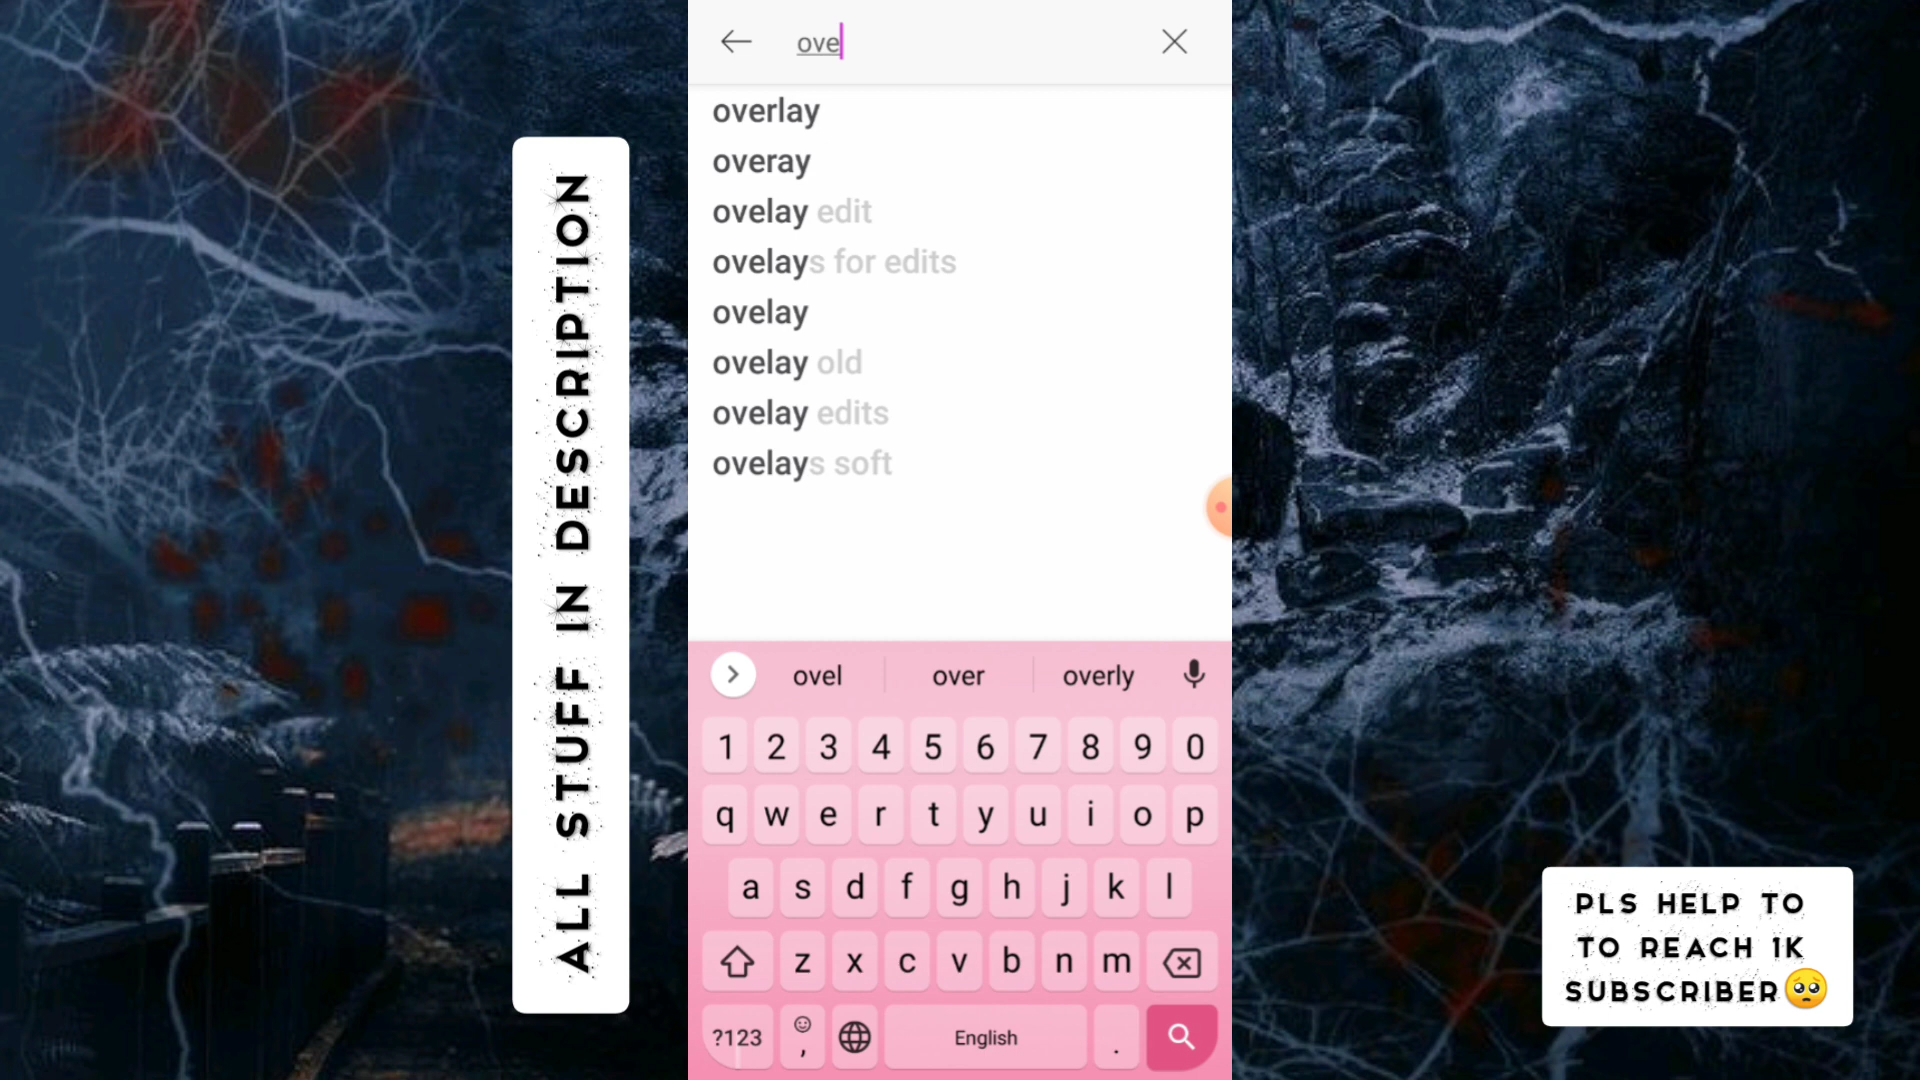 ALL STUFF IN DESCRIPTION
ove
overlay
overay
ovelay edit
ovelays for edits
ovelay
ovelay old
ovelay edits
ovelays soft
ovel over overly
1 2 3 4 5 6 7 8 9 0
q w e r t y u i o p
a s d f g h j k l
z x c v b n m
?123 , English .
PLS HELP TO
TO REACH 1K
SUBSCRIBER🥺